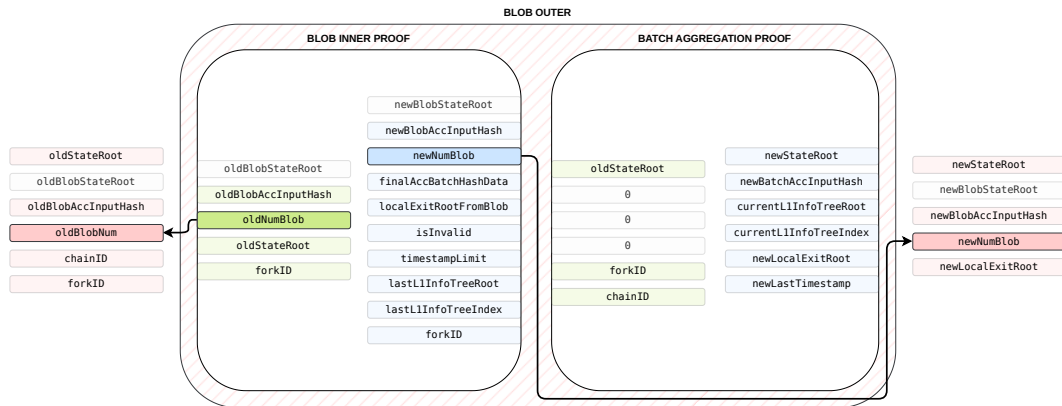 BLOB OUTER
BLOB INNER PROOF
BATCH AGGREGATION PROOF
oldStateRoot
oldBlobStateRoot
oldBlobAccInputHash
oldBlobNum
chainID
forkID
oldBlobStateRoot
oldBlobAccInputHash
oldNumBlob
oldStateRoot
forkID
newBlobStateRoot
newBlobAccInputHash
newNumBlob
finalAccBatchHashData
localExitRootFromBlob
isInvalid
timestampLimit
lastL1InfoTreeRoot
lastL1InfoTreeIndex
forkID
oldStateRoot
0
0
0
forkID
chainID
newStateRoot
newBatchAccInputHash
currentL1InfoTreeRoot
currentL1InfoTreeIndex
newLocalExitRoot
newLastTimestamp
newStateRoot
newBlobStateRoot
newBlobAccInputHash
newNumBlob
newLocalExitRoot